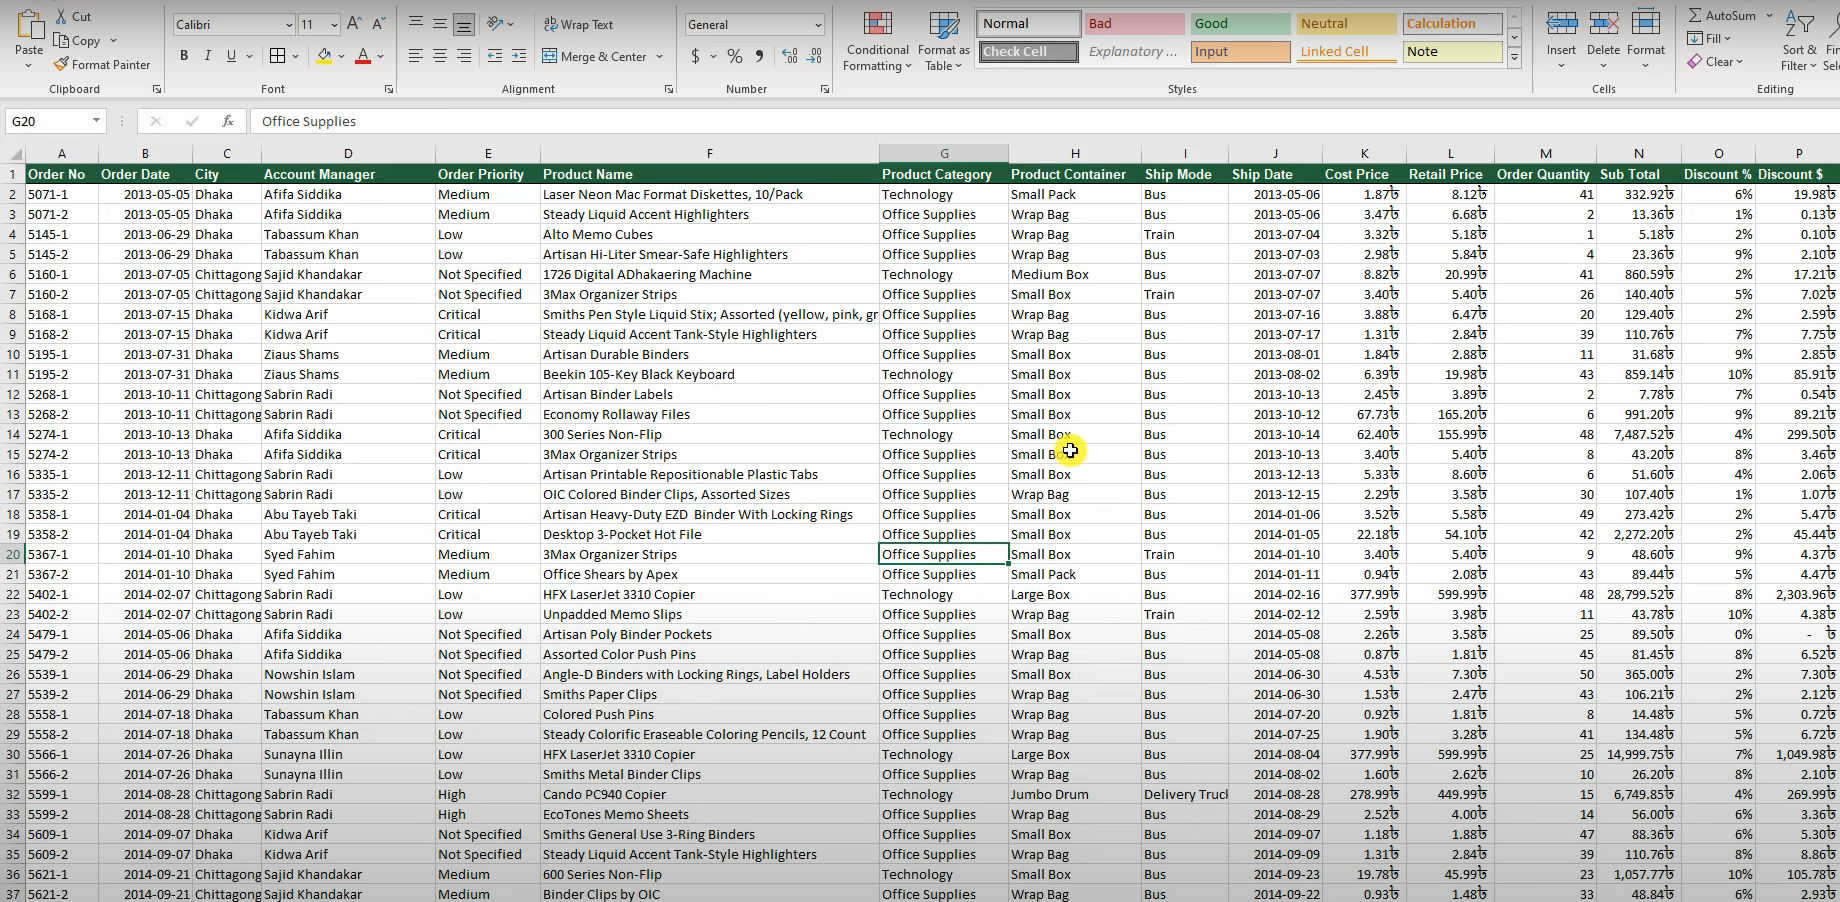 Cut
Calibri 11 A^ Aˇ
ab Wrap Text
General
Normal Bad Good Neutral Calculation
AutoSum
Paste Copy
B I U A
Merge & Center
$ % 9 .00
Conditional Formatting Format as Table
Check Cell Explanatory ... Input Linked Cell Note
Insert Delete Format
Fill
Sort & Filter
Format Painter
Clear
Clipboard Font Alignment Number Styles Cells Editing
G20 fx Office Supplies
A B C D E F G H I J K L M N O P
1 Order No Order Date City Account Manager Order Priority Product Name Product Category Product Container Ship Mode Ship Date Cost Price Retail Price Order Quantity Sub Total Discount % Discount $
2 5071-1 2013-05-05 Dhaka Afifa Siddika Medium Laser Neon Mac Format Diskettes, 10/Pack Technology Small Pack Bus 2013-05-06 1.87৳ 8.12৳ 41 332.92৳ 6% 19.98৳
3 5071-2 2013-05-05 Dhaka Afifa Siddika Medium Steady Liquid Accent Highlighters Office Supplies Wrap Bag Bus 2013-05-06 3.47৳ 6.68৳ 2 13.36৳ 1% 0.13৳
4 5145-1 2013-06-29 Dhaka Tabassum Khan Low Alto Memo Cubes Office Supplies Wrap Bag Train 2013-07-04 3.32৳ 5.18৳ 1 5.18৳ 2% 0.10৳
5 5145-2 2013-06-29 Dhaka Tabassum Khan Low Artisan Hi-Liter Smear-Safe Highlighters Office Supplies Wrap Bag Bus 2013-07-03 2.98৳ 5.84৳ 4 23.36৳ 9% 2.10৳
6 5160-1 2013-07-05 Chittagong Sajid Khandakar Not Specified 1726 Digital ADhakaering Machine Technology Medium Box Bus 2013-07-07 8.82৳ 20.99৳ 41 860.59৳ 2% 17.21৳
7 5160-2 2013-07-05 Chittagong Sajid Khandakar Not Specified 3Max Organizer Strips Office Supplies Small Box Train 2013-07-07 3.40৳ 5.40৳ 26 140.40৳ 5% 7.02৳
8 5168-1 2013-07-15 Dhaka Kidwa Arif Critical Smiths Pen Style Liquid Stix; Assorted (yellow, pink, gr Office Supplies Wrap Bag Bus 2013-07-16 3.88৳ 6.47৳ 20 129.40৳ 2% 2.59৳
9 5168-2 2013-07-15 Dhaka Kidwa Arif Critical Steady Liquid Accent Tank-Style Highlighters Office Supplies Wrap Bag Bus 2013-07-17 1.31৳ 2.84৳ 39 110.76৳ 7% 7.75৳
10 5195-1 2013-07-31 Dhaka Ziaus Shams Medium Artisan Durable Binders Office Supplies Small Box Bus 2013-08-01 1.84৳ 2.88৳ 11 31.68৳ 9% 2.85৳
11 5195-2 2013-07-31 Dhaka Ziaus Shams Medium Beekin 105-Key Black Keyboard Technology Small Box Bus 2013-08-02 6.39৳ 19.98৳ 43 859.14৳ 10% 85.91৳
12 5268-1 2013-10-11 Chittagong Sabrin Radi Not Specified Artisan Binder Labels Office Supplies Small Box Bus 2013-10-13 2.45৳ 3.89৳ 2 7.78৳ 7% 0.54৳
13 5268-2 2013-10-11 Chittagong Sabrin Radi Not Specified Economy Rollaway Files Office Supplies Small Box Bus 2013-10-12 67.73৳ 165.20৳ 6 991.20৳ 9% 89.21৳
14 5274-1 2013-10-13 Dhaka Afifa Siddika Critical 300 Series Non-Flip Technology Small Box Bus 2013-10-14 62.40৳ 155.99৳ 48 7,487.52৳ 4% 299.50৳
15 5274-2 2013-10-13 Dhaka Afifa Siddika Critical 3Max Organizer Strips Office Supplies Small Bus 2013-10-13 3.40৳ 5.40৳ 8 43.20৳ 8% 3.46৳
16 5335-1 2013-12-11 Chittagong Sabrin Radi Low Artisan Printable Repositionable Plastic Tabs Office Supplies Small Box Bus 2013-12-13 5.33৳ 8.60৳ 6 51.60৳ 4% 2.06৳
17 5335-2 2013-12-11 Chittagong Sabrin Radi Low OIC Colored Binder Clips, Assorted Sizes Office Supplies Wrap Bag Bus 2013-12-15 2.29৳ 3.58৳ 30 107.40৳ 1% 1.07৳
18 5358-1 2014-01-04 Dhaka Abu Tayeb Taki Critical Artisan Heavy-Duty EZD Binder With Locking Rings Office Supplies Small Box Bus 2014-01-06 3.52৳ 5.58৳ 49 273.42৳ 2% 5.47৳
19 5358-2 2014-01-04 Dhaka Abu Tayeb Taki Critical Desktop 3-Pocket Hot File Office Supplies Small Box Bus 2014-01-05 22.18৳ 54.10৳ 42 2,272.20৳ 2% 45.44৳
20 5367-1 2014-01-10 Dhaka Syed Fahim Medium 3Max Organizer Strips Office Supplies Small Box Train 2014-01-10 3.40৳ 5.40৳ 9 48.60৳ 9% 4.37৳
21 5367-2 2014-01-10 Dhaka Syed Fahim Medium Office Shears by Apex Office Supplies Small Pack Bus 2014-01-11 0.94৳ 2.08৳ 43 89.44৳ 5% 4.47৳
22 5402-1 2014-02-07 Chittagong Sabrin Radi Low HFX LaserJet 3310 Copier Technology Large Box Bus 2014-02-16 377.99৳ 599.99৳ 48 28,799.52৳ 8% 2,303.96৳
23 5402-2 2014-02-07 Chittagong Sabrin Radi Low Unpadded Memo Slips Office Supplies Wrap Bag Train 2014-02-12 2.59৳ 3.98৳ 11 43.78৳ 10% 4.38৳
24 5479-1 2014-05-06 Dhaka Afifa Siddika Not Specified Artisan Poly Binder Pockets Office Supplies Small Box Bus 2014-05-08 2.26৳ 3.58৳ 25 89.50৳ 0% - ৳
25 5479-2 2014-05-06 Dhaka Afifa Siddika Not Specified Assorted Color Push Pins Office Supplies Wrap Bag Bus 2014-05-08 0.87৳ 1.81৳ 45 81.45৳ 8% 6.52৳
26 5539-1 2014-06-29 Dhaka Nowshin Islam Not Specified Angle-D Binders with Locking Rings, Label Holders Office Supplies Small Box Bus 2014-06-30 4.53৳ 7.30৳ 50 365.00৳ 2% 7.30৳
27 5539-2 2014-06-29 Dhaka Nowshin Islam Not Specified Smiths Paper Clips Office Supplies Wrap Bag Bus 2014-06-30 1.53৳ 2.47৳ 43 106.21৳ 2% 2.12৳
28 5558-1 2014-07-18 Dhaka Tabassum Khan Low Colored Push Pins Office Supplies Wrap Bag Bus 2014-07-20 0.92৳ 1.81৳ 8 14.48৳ 5% 0.72৳
29 5558-2 2014-07-18 Dhaka Tabassum Khan Low Steady Colorific Eraseable Coloring Pencils, 12 Count Office Supplies Wrap Bag Bus 2014-07-25 1.90৳ 3.28৳ 41 134.48৳ 5% 6.72৳
30 5566-1 2014-07-26 Dhaka Sunayna Illin Low HFX LaserJet 3310 Copier Technology Large Box Bus 2014-08-04 377.99৳ 599.99৳ 25 14,999.75৳ 7% 1,049.98৳
31 5566-2 2014-07-26 Dhaka Sunayna Illin Low Smiths Metal Binder Clips Office Supplies Wrap Bag Bus 2014-08-02 1.60৳ 2.62৳ 10 26.20৳ 8% 2.10৳
32 5599-1 2014-08-28 Chittagong Sabrin Radi High Cando PC940 Copier Technology Jumbo Drum Delivery Truck 2014-08-28 278.99৳ 449.99৳ 15 6,749.85৳ 4% 269.99৳
33 5599-2 2014-08-28 Chittagong Sabrin Radi High EcoTones Memo Sheets Office Supplies Wrap Bag Bus 2014-08-29 2.52৳ 4.00৳ 14 56.00৳ 6% 3.36৳
34 5609-1 2014-09-07 Dhaka Kidwa Arif Not Specified Smiths General Use 3-Ring Binders Office Supplies Small Box Bus 2014-09-07 1.18৳ 1.88৳ 47 88.36৳ 6% 5.30৳
35 5609-2 2014-09-07 Dhaka Kidwa Arif Not Specified Steady Liquid Accent Tank-Style Highlighters Office Supplies Wrap Bag Bus 2014-09-09 1.31৳ 2.84৳ 39 110.76৳ 8% 8.86৳
36 5621-1 2014-09-21 Chittagong Sajid Khandakar Medium 600 Series Non-Flip Technology Small Box Bus 2014-09-23 19.78৳ 45.99৳ 23 1,057.77৳ 10% 105.78৳
37 5621-2 2014-09-21 Chittagong Sajid Khandakar Medium Binder Clips by OIC Office Supplies Wrap Bag Bus 2014-09-22 0.93৳ 1.48৳ 33 48.84৳ 6% 2.93৳